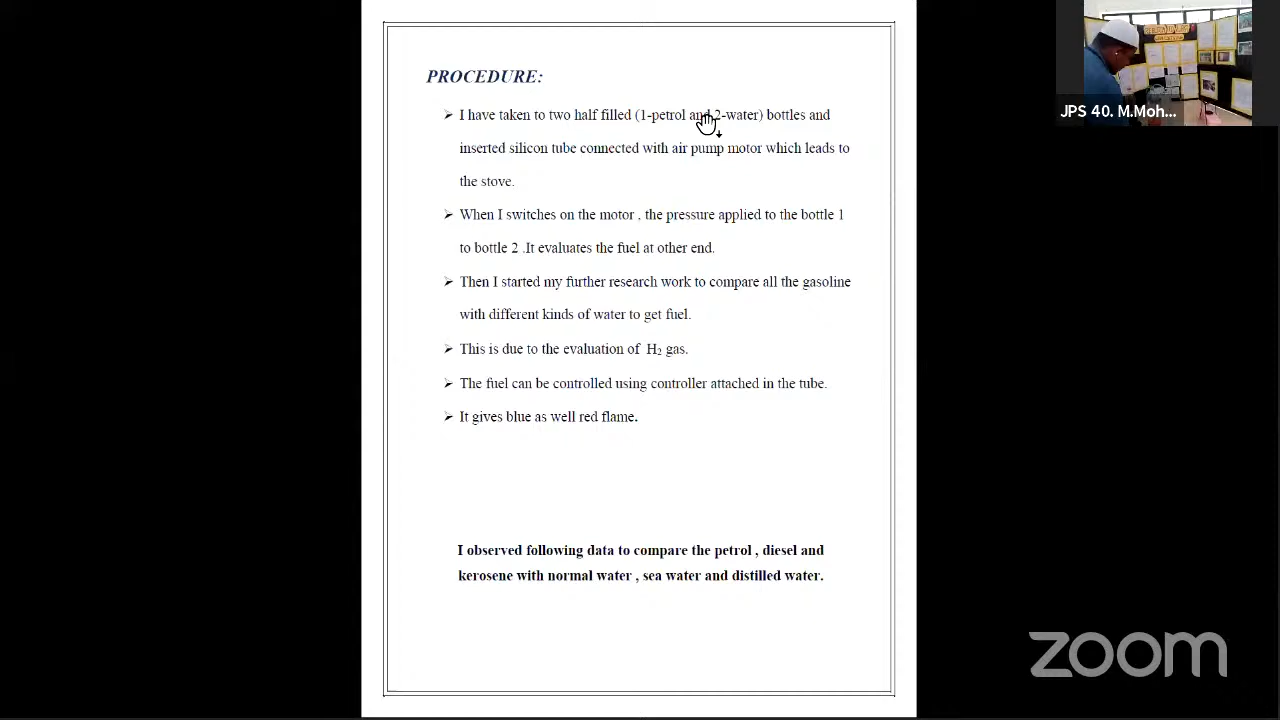 PROCEDURE:
➢ I have taken to two half filled (1-petrol and 2-water) bottles and
inserted silicon tube connected with air pump motor which leads to
the stove.
➢ When I switches on the motor , the pressure applied to the bottle 1
to bottle 2 .It evaluates the fuel at other end.
➢ Then I started my further research work to compare all the gasoline
with different kinds of water to get fuel.
➢ This is due to the evaluation of H₂ gas.
➢ The fuel can be controlled using controller attached in the tube.
➢ It gives blue as well red flame.
I observed following data to compare the petrol , diesel and
kerosene with normal water , sea water and distilled water.
JPS 40. M.Moh...
zoom